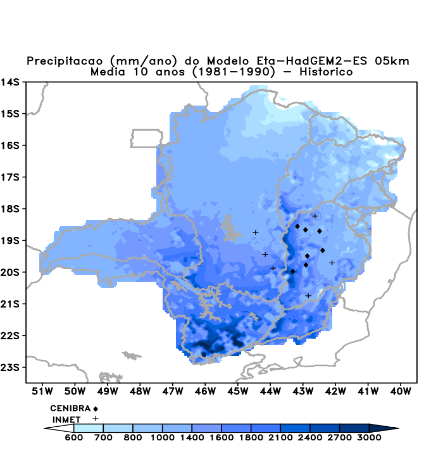 Precipitacao (mm/ano) do Modelo Eta-HadGEM2-ES 05km
Media 10 anos (1981-1990) - Historico
14S
15S
16S
17S
18S
19S
20S
21S
22S
23S
51W 50W 49W 48W 47W 46W 45W 44W 43W 42W 41W 40W
CENIBRA
INMET
600 700 800 1000 1400 1600 1800 2100 2400 2700 3000